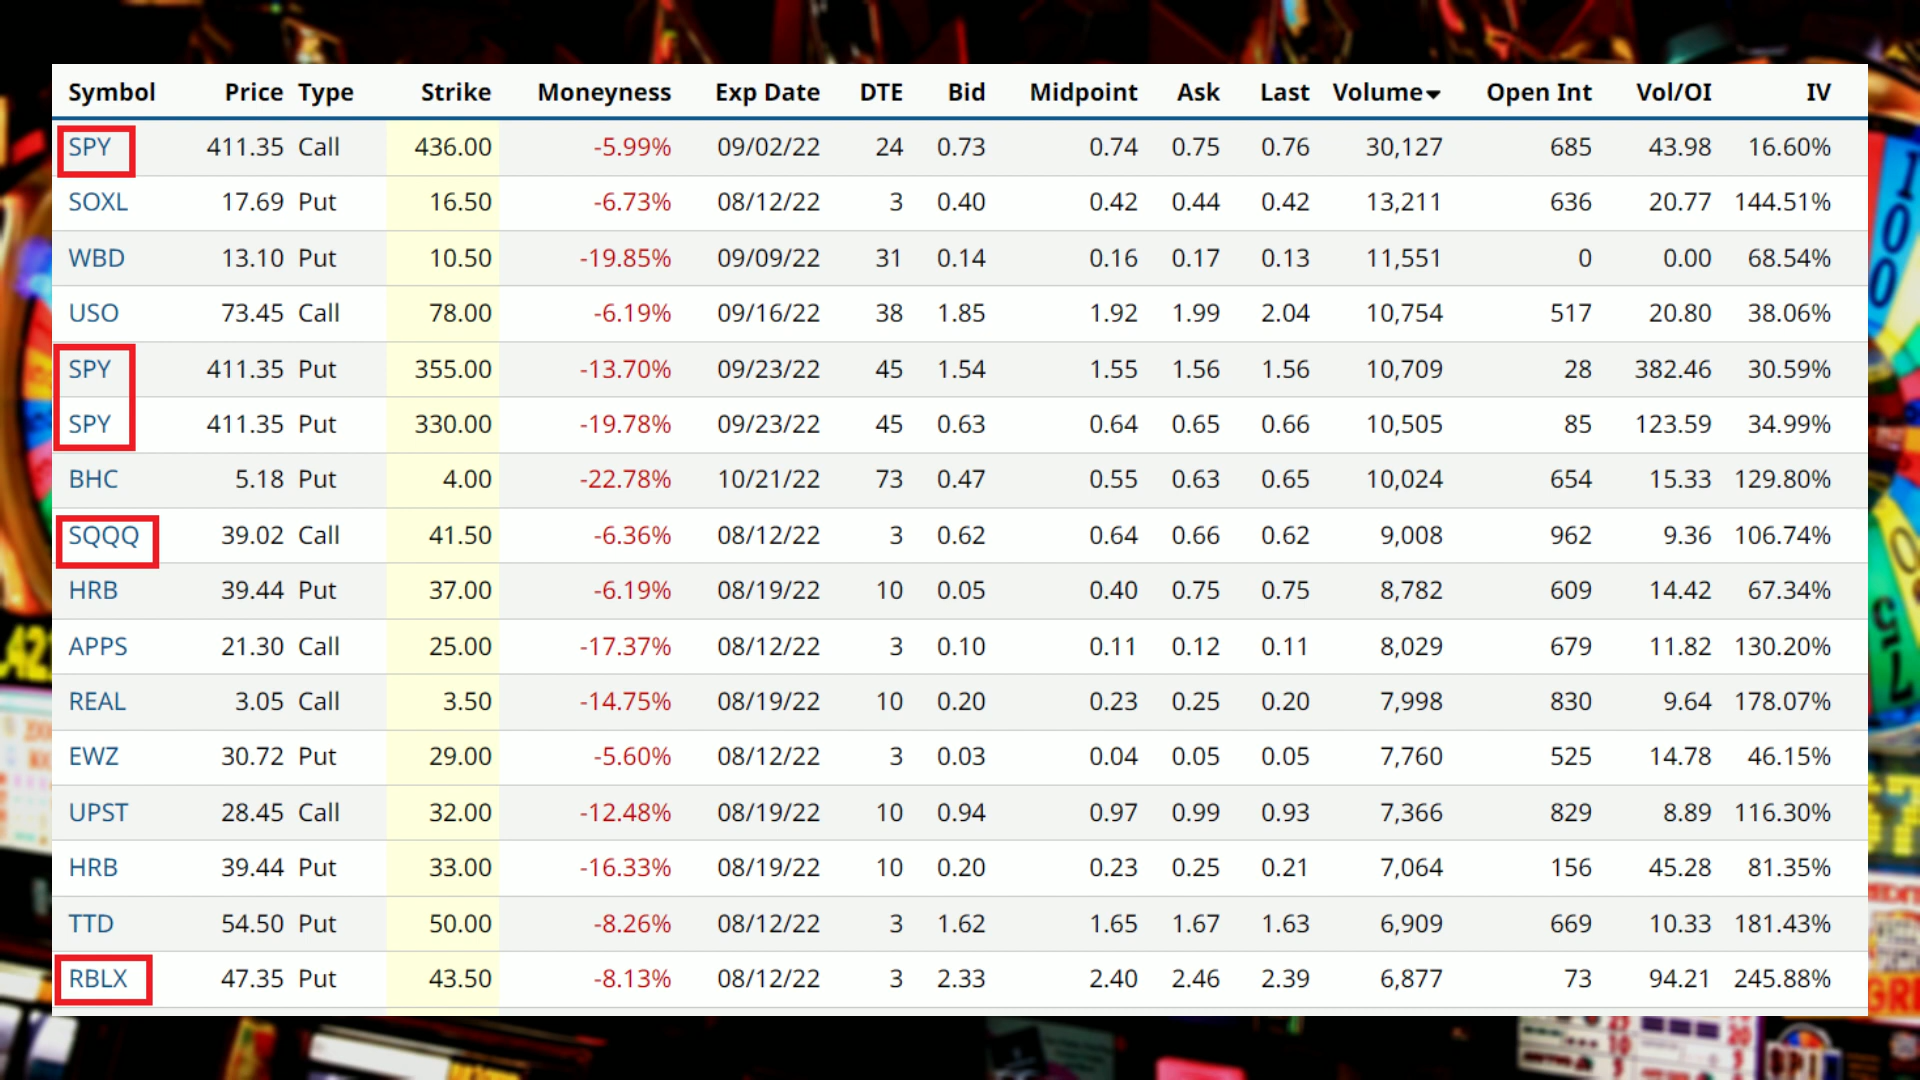 Symbol Price Type Strike Moneyness Exp Date DTE Bid Midpoint Ask Last Volume Open Int Vol/OI IV
SPY 411.35 Call 436.00 -5.99% 09/02/22 24 0.73 0.74 0.75 0.76 30,127 685 43.98 16.60%
SOXL 17.69 Put 16.50 -6.73% 08/12/22 3 0.40 0.42 0.44 0.42 13,211 636 20.77 144.51%
WBD 13.10 Put 10.50 -19.85% 09/09/22 31 0.14 0.16 0.17 0.13 11,551 0 0.00 68.54%
USO 73.45 Call 78.00 -6.19% 09/16/22 38 1.85 1.92 1.99 2.04 10,754 517 20.80 38.06%
SPY 411.35 Put 355.00 -13.70% 09/23/22 45 1.54 1.55 1.56 1.56 10,709 28 382.46 30.59%
SPY 411.35 Put 330.00 -19.78% 09/23/22 45 0.63 0.64 0.65 0.66 10,505 85 123.59 34.99%
BHC 5.18 Put 4.00 -22.78% 10/21/22 73 0.47 0.55 0.63 0.65 10,024 654 15.33 129.80%
SQQQ 39.02 Call 41.50 -6.36% 08/12/22 3 0.62 0.64 0.66 0.62 9,008 962 9.36 106.74%
HRB 39.44 Put 37.00 -6.19% 08/19/22 10 0.05 0.40 0.75 0.75 8,782 609 14.42 67.34%
APPS 21.30 Call 25.00 -17.37% 08/12/22 3 0.10 0.11 0.12 0.11 8,029 679 11.82 130.20%
REAL 3.05 Call 3.50 -14.75% 08/19/22 10 0.20 0.23 0.25 0.20 7,998 830 9.64 178.07%
EWZ 30.72 Put 29.00 -5.60% 08/12/22 3 0.03 0.04 0.05 0.05 7,760 525 14.78 46.15%
UPST 28.45 Call 32.00 -12.48% 08/19/22 10 0.94 0.97 0.99 0.93 7,366 829 8.89 116.30%
HRB 39.44 Put 33.00 -16.33% 08/19/22 10 0.20 0.23 0.25 0.21 7,064 156 45.28 81.35%
TTD 54.50 Put 50.00 -8.26% 08/12/22 3 1.62 1.65 1.67 1.63 6,909 669 10.33 181.43%
RBLX 47.35 Put 43.50 -8.13% 08/12/22 3 2.33 2.40 2.46 2.39 6,877 73 94.21 245.88%